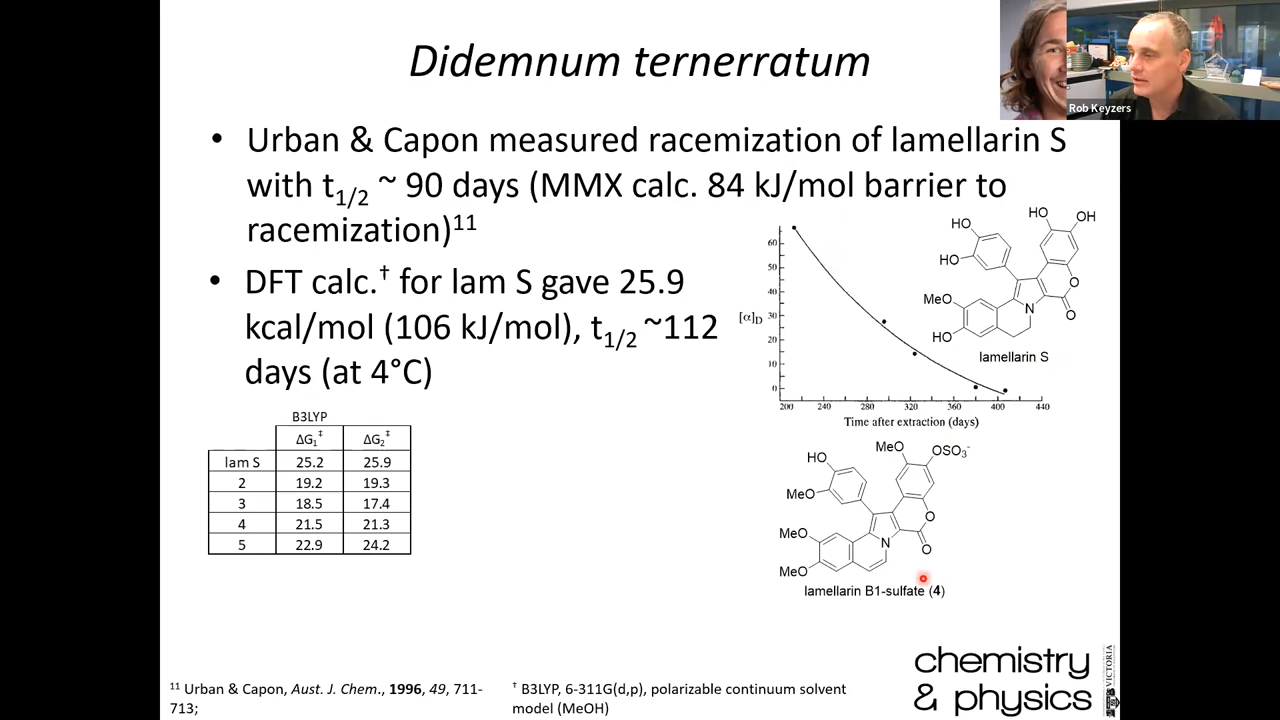 Didemnum ternerratum
Rob Keyzers
• Urban & Capon measured racemization of lamellarin S
with t1/2 ~ 90 days (MMX calc. 84 kJ/mol barrier to
racemization)11
• DFT calc.† for lam S gave 25.9
kcal/mol (106 kJ/mol), t1/2 ~112
days (at 4°C)
60
50
40
[α]D 30
20
10
0
200 240 280 320 360 400 440
Time after extraction (days)
HO
OH
HO
HO
O
MeO
N
O
HO
lamellarin S
B3LYP
ΔG1‡ ΔG2‡
lam S 25.2 25.9
2 19.2 19.3
3 18.5 17.4
4 21.5 21.3
5 22.9 24.2
MeO
OSO3-
HO
MeO
O
MeO
N
O
MeO
lamellarin B1-sulfate (4)
chemistry
& physics
VICTORIA
11 Urban & Capon, Aust. J. Chem., 1996, 49, 711-
713;
† B3LYP, 6-311G(d,p), polarizable continuum solvent
model (MeOH)